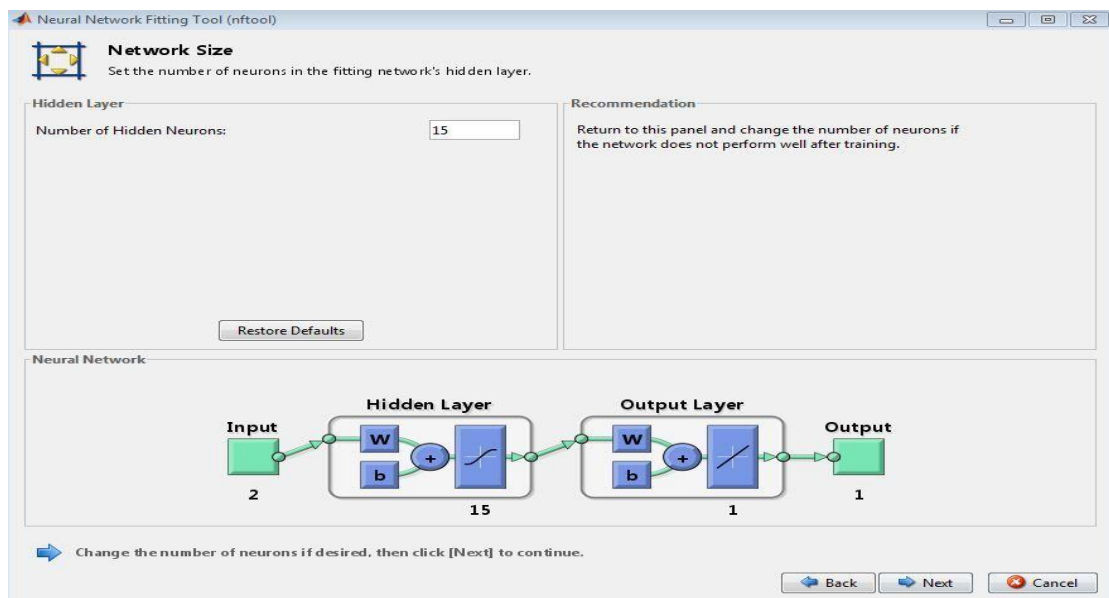 Neural Network Fitting Tool (nftool)
Network Size
Set the number of neurons in the fitting network's hidden layer.
Hidden Layer
Number of Hidden Neurons:
15
Restore Defaults
Recommendation
Return to this panel and change the number of neurons if
the network does not perform well after training.
Neural Network
Hidden Layer
Output Layer
Input
Output
W
b
+
W
b
+
2
15
1
1
Change the number of neurons if desired, then click [Next] to continue.
Back
Next
Cancel